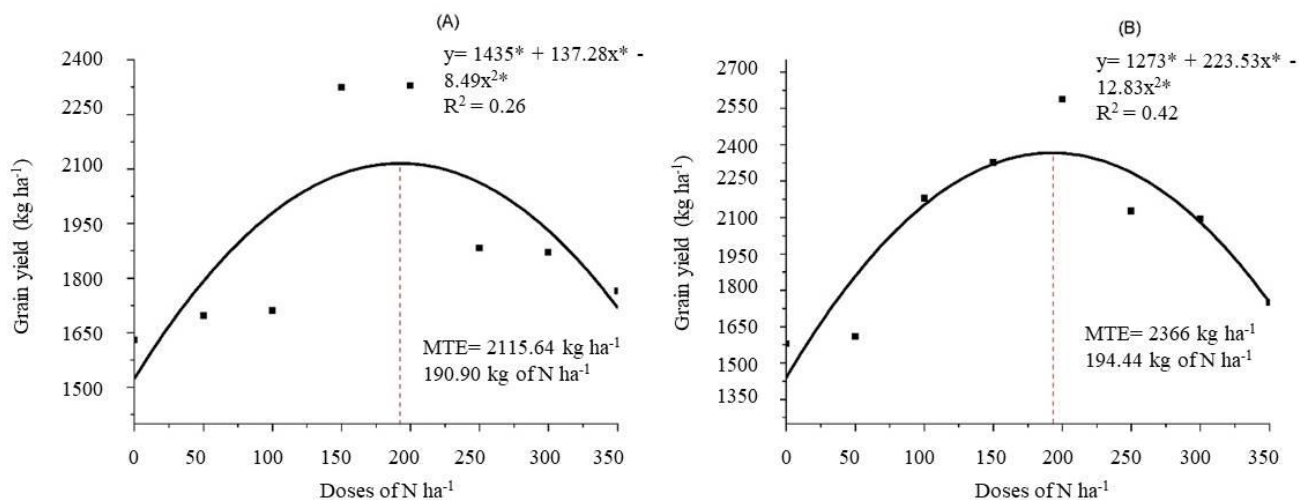 (A)
y= 1435* + 137.28x* -
8.49x²*
R² = 0.26
2400
2250
2100
1950
1800
1650
1500
Grain yield (kg ha⁻¹)
MTE= 2115.64 kg ha⁻¹
190.90 kg of N ha⁻¹
0 50 100 150 200 250 300 350
Doses of N ha⁻¹
(B)
y= 1273* + 223.53x* -
12.83x²*
R² = 0.42
2700
2550
2400
2250
2100
1950
1800
1650
1500
1350
Grain yield (kg ha⁻¹)
MTE= 2366 kg ha⁻¹
194.44 kg of N ha⁻¹
0 50 100 150 200 250 300 350
Doses of N ha⁻¹